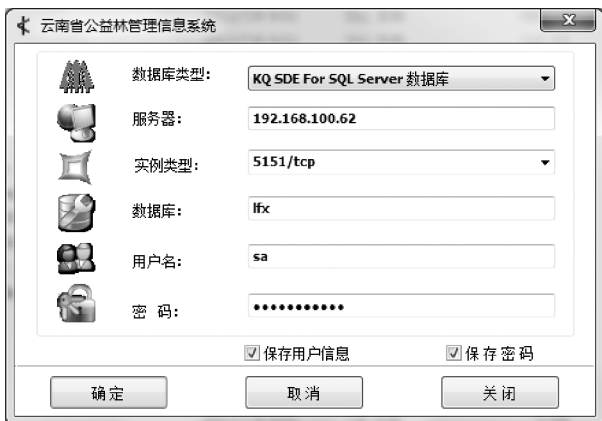 云南省公益林管理信息系统
数据库类型: KQ SDE For SQL Server 数据库
服务器: 192.168.100.62
实例类型: 5151/tcp
数据库: lfx
用户名: sa
密 码: •••••••••••
保存用户信息 保存密码
确定 取消 关闭